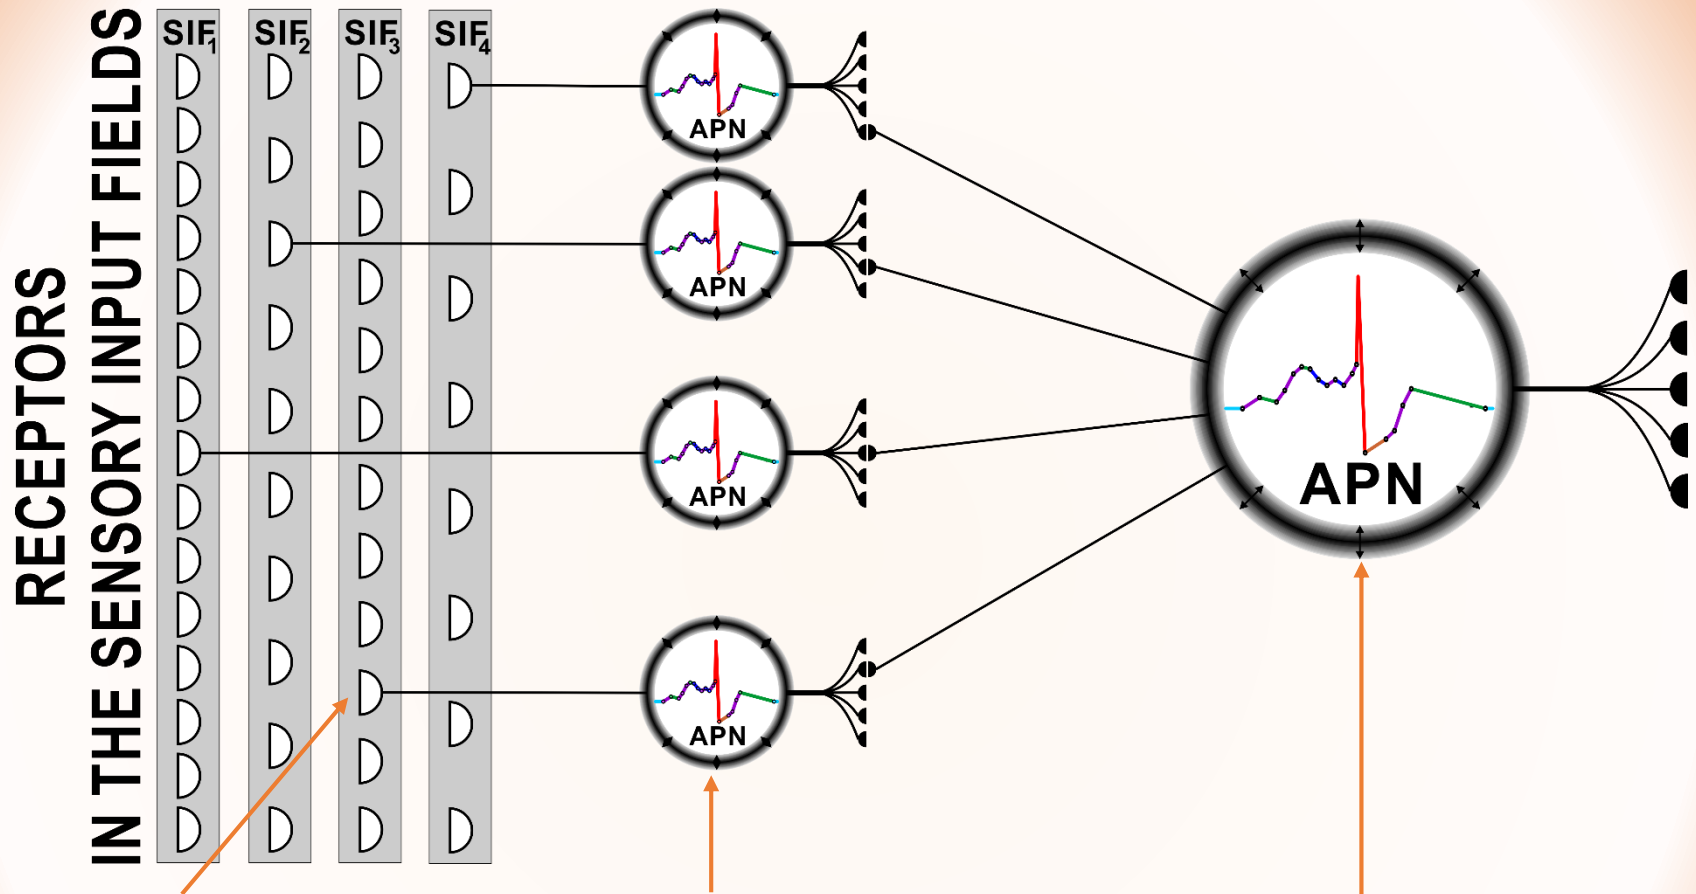 RECEPTORS
IN THE SENSORY INPUT FIELDS
SIF1
SIF2
SIF3
SIF4
APN
APN
APN
APN
APN